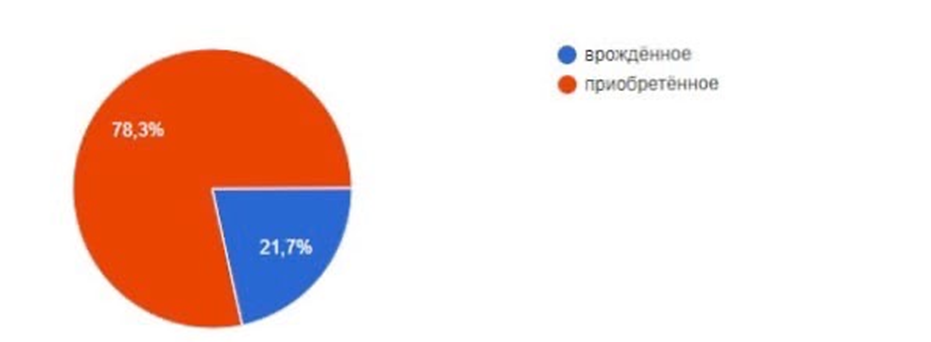 врождённое
приобретённое
78,3%
21,7%